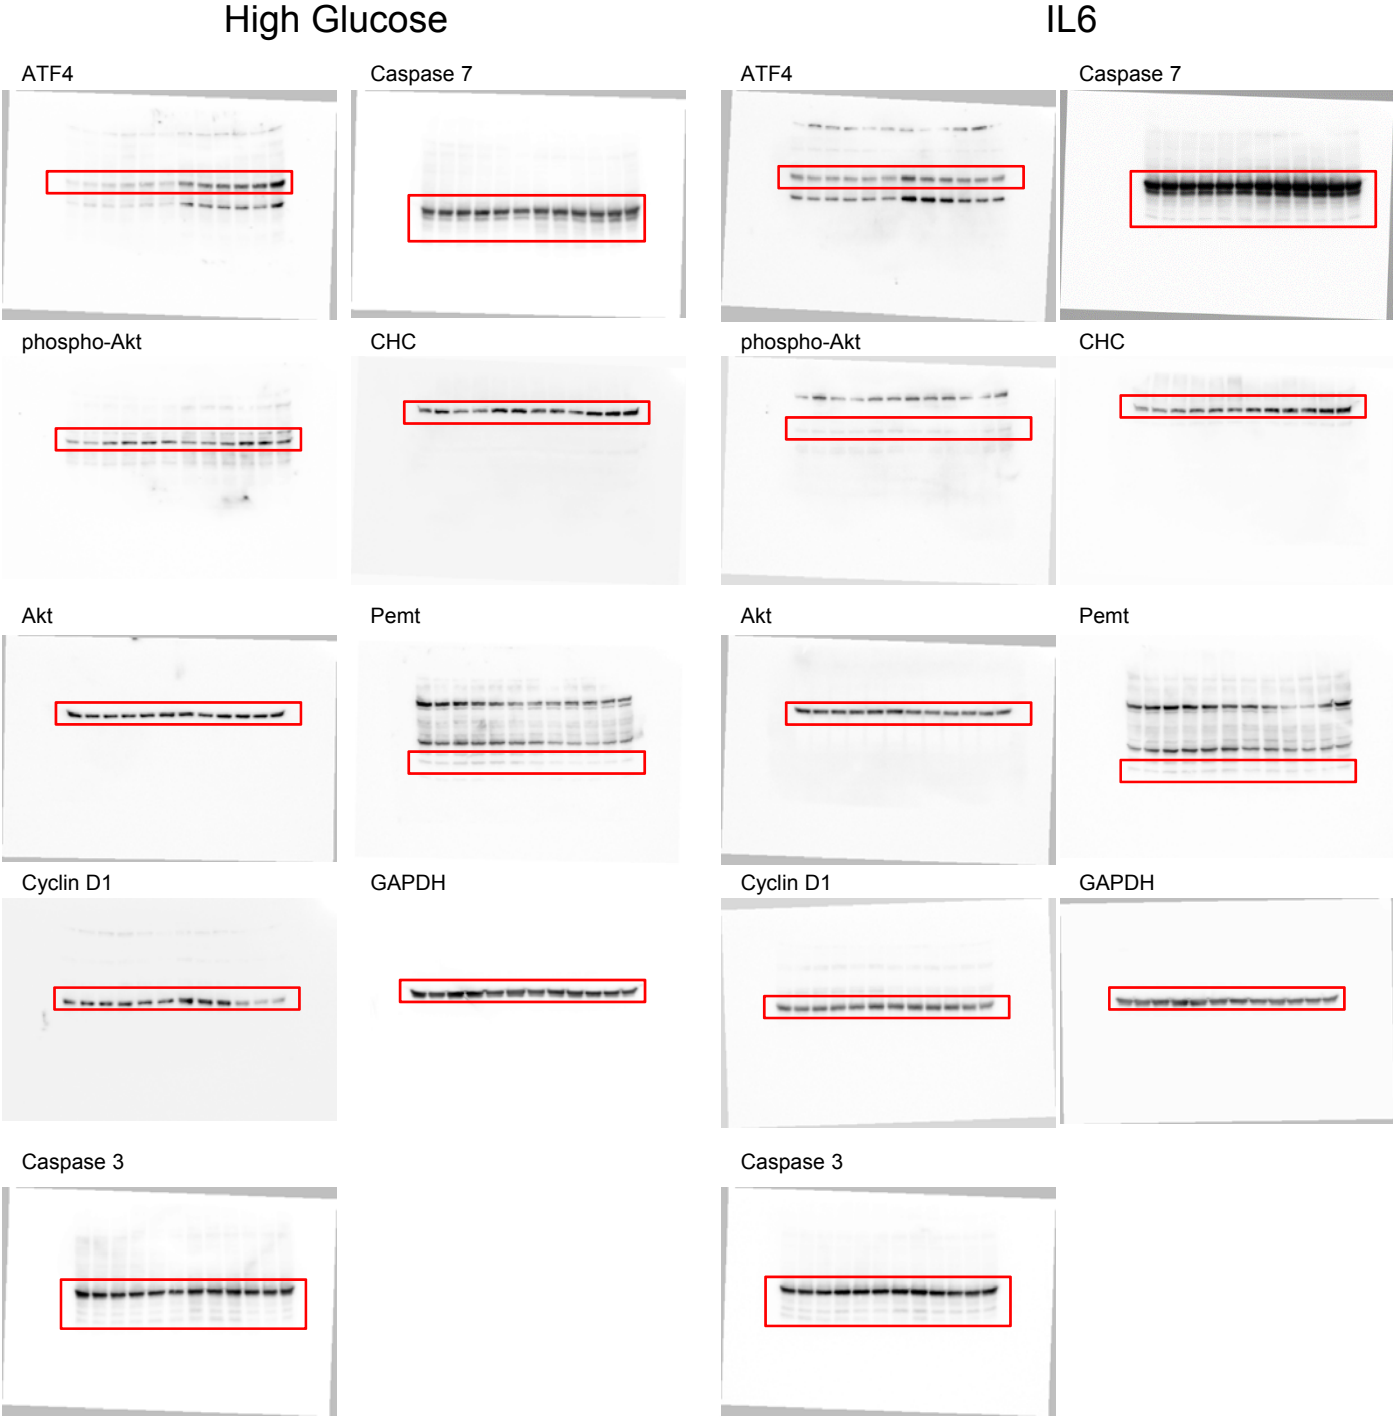 High Glucose
IL6
ATF4
Caspase 7
ATF4
Caspase 7
phospho-Akt
CHC
phospho-Akt
CHC
Akt
Pemt
Akt
Pemt
Cyclin D1
GAPDH
Cyclin D1
GAPDH
Caspase 3
Caspase 3